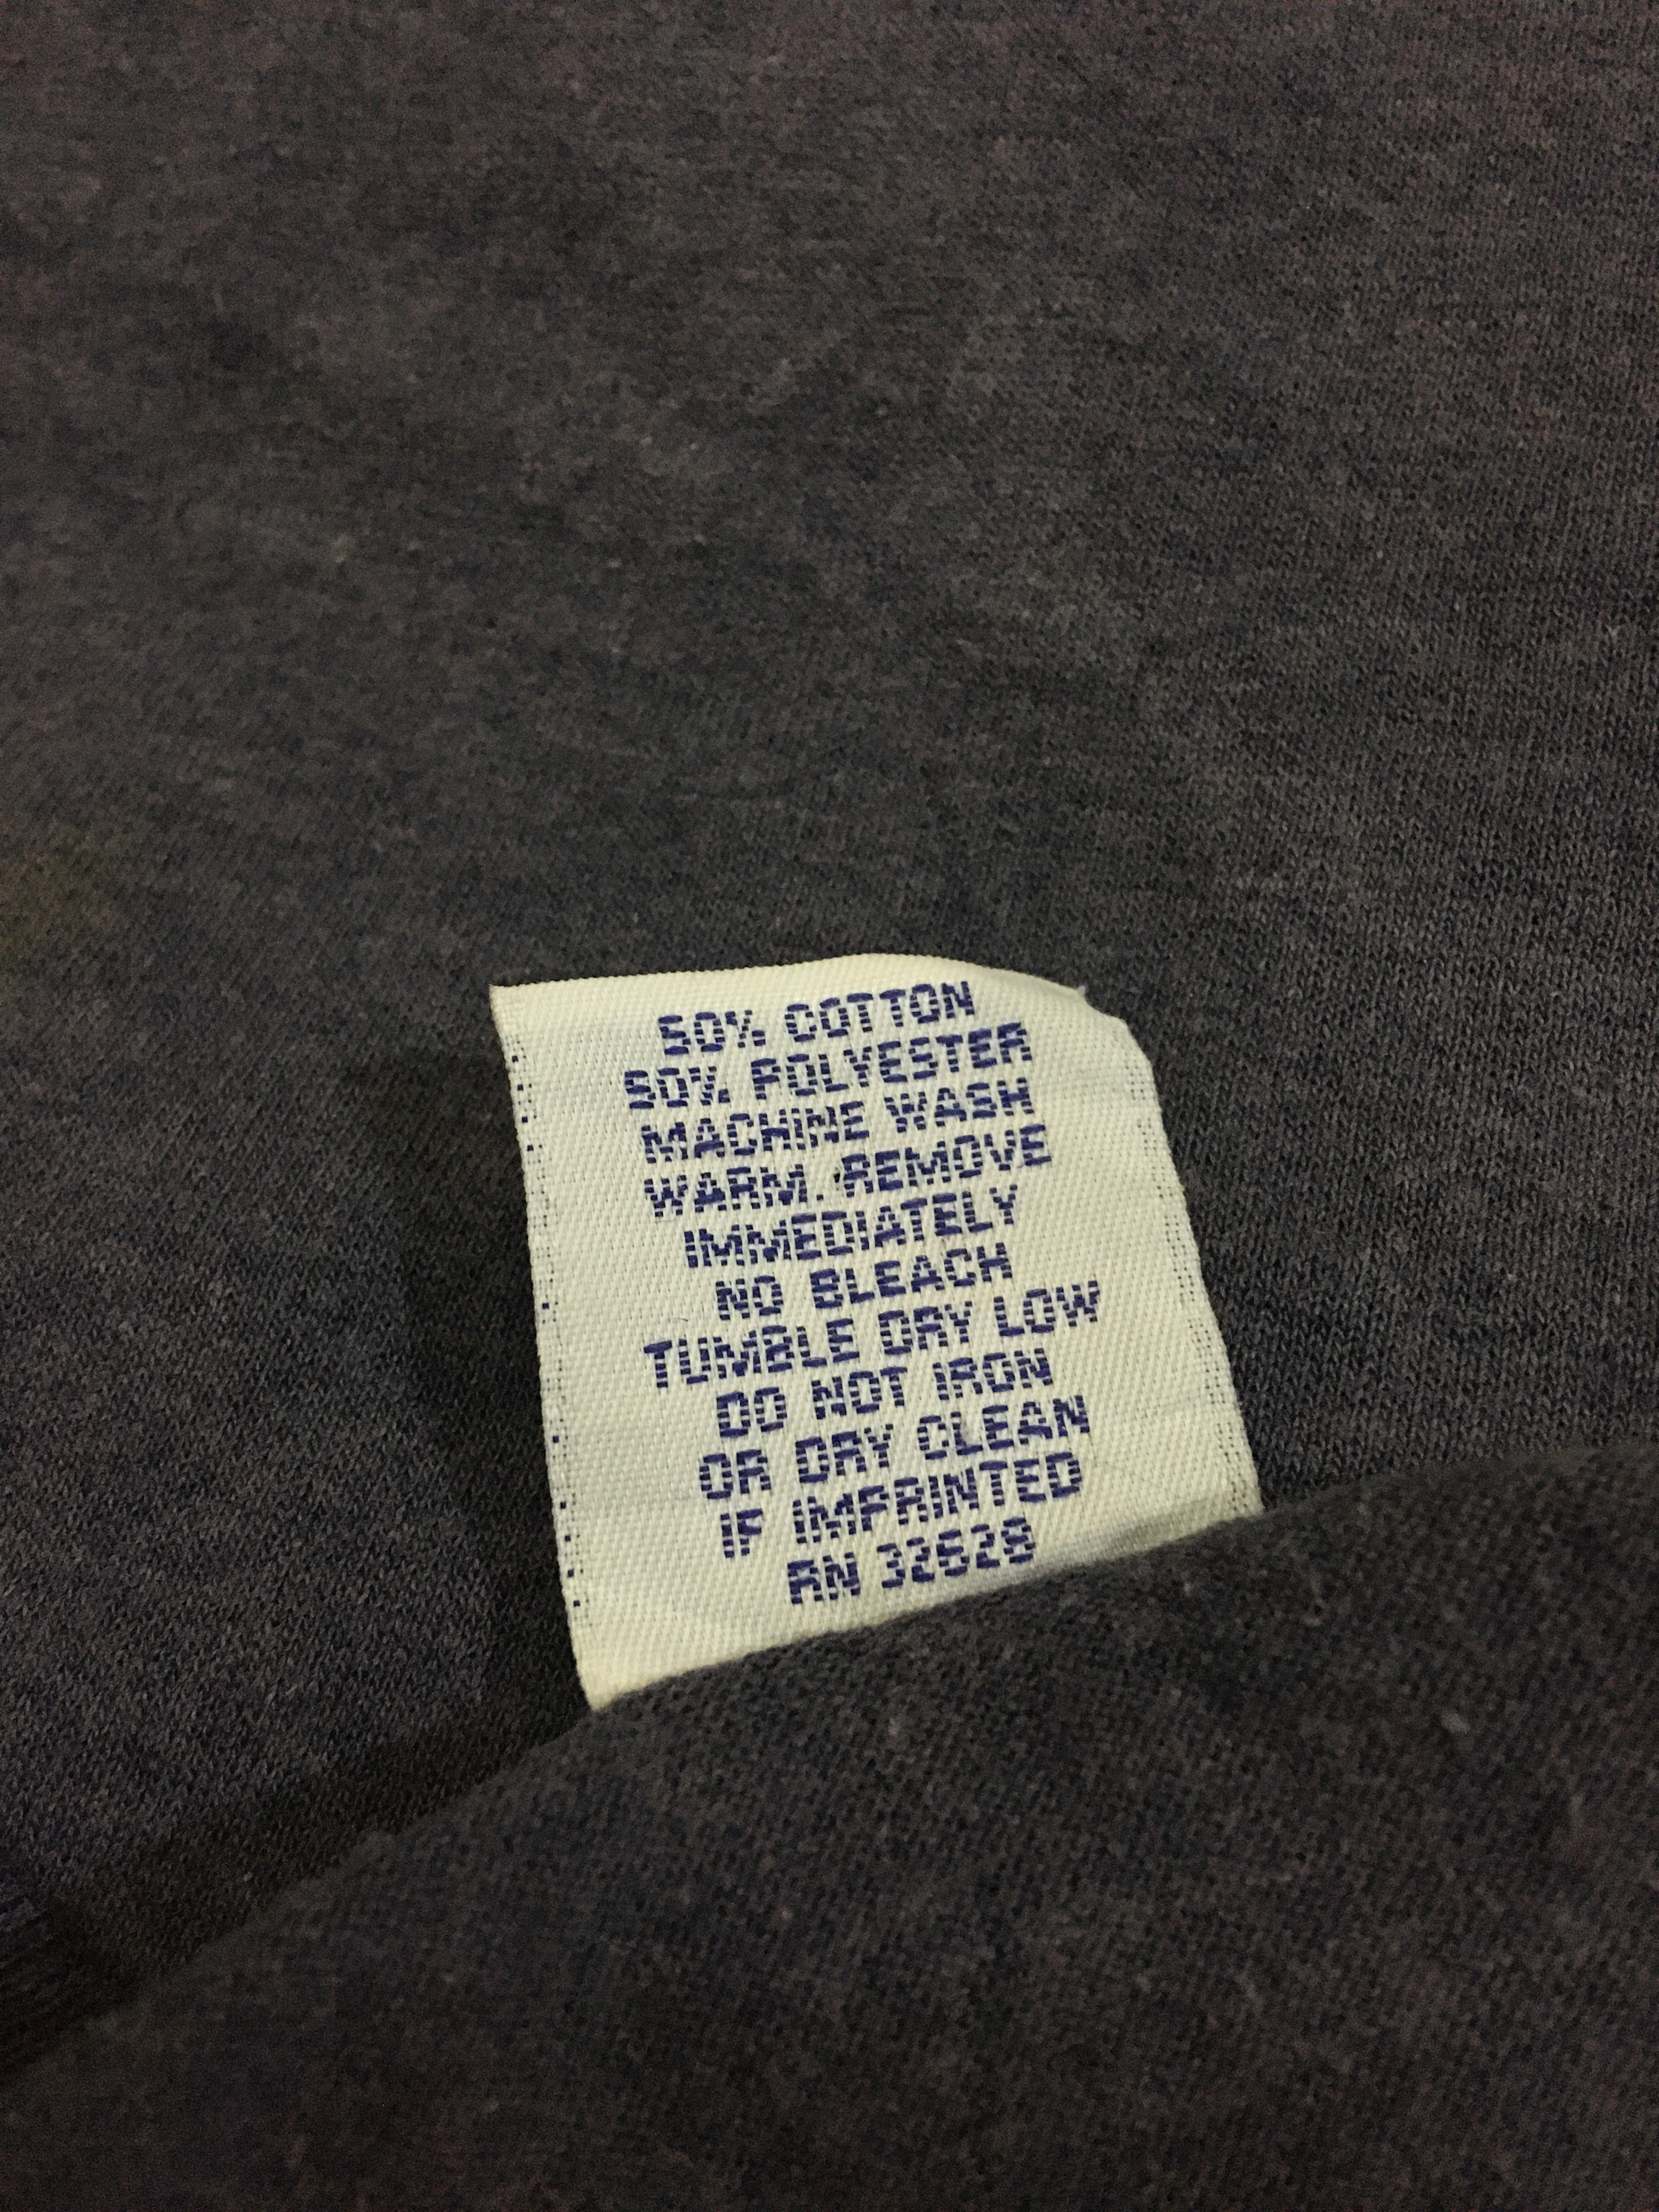 50% COTTON
50% POLYESTER
MACHINE WASH
WARM. REMOVE
IMMEDIATELY
NO BLEACH
TUMBLE DRY LOW
DO NOT IRON
OR DRY CLEAN
IF IMPRINTED
RN 32628